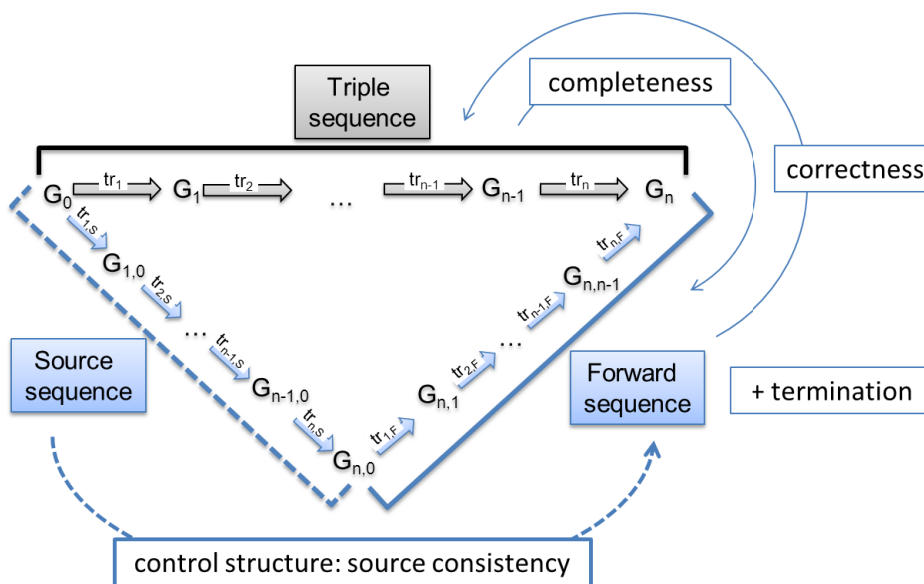 Triple
sequence
completeness
correctness
G₀ tr₁ G₁ tr₂ … trₙ₋₁ Gₙ₋₁ trₙ Gₙ
tr₁,S
trₙ,F
G₁,₀
Gₙ,ₙ₋₁
tr₂,S
trₙ₋₁,F
…
…
trₙ₋₁,S
tr₂,F
Source
sequence
Forward
sequence
+ termination
Gₙ₋₁,₀
Gₙ,₁
trₙ,S
tr₁,F
Gₙ,₀
control structure: source consistency